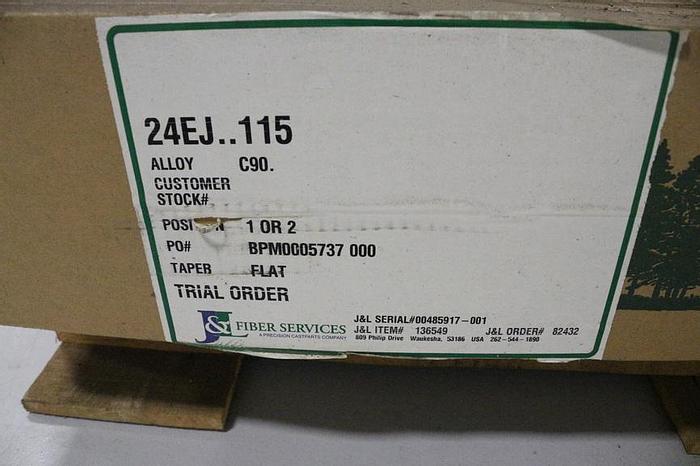 24EJ..115
ALLOY C90.
CUSTOMER
STOCK#
1 OR 2
PO# BPM0005737 000
TAPER FLAT
TRIAL ORDER
J&L FIBER SERVICES
A PRECISION CASTPARTS COMPANY
J&L SERIAL#00485917-001
J&L ITEM# 136549 J&L ORDER# 82432
809 Philip Drive Waukesha, 53186 USA 262-544-1890